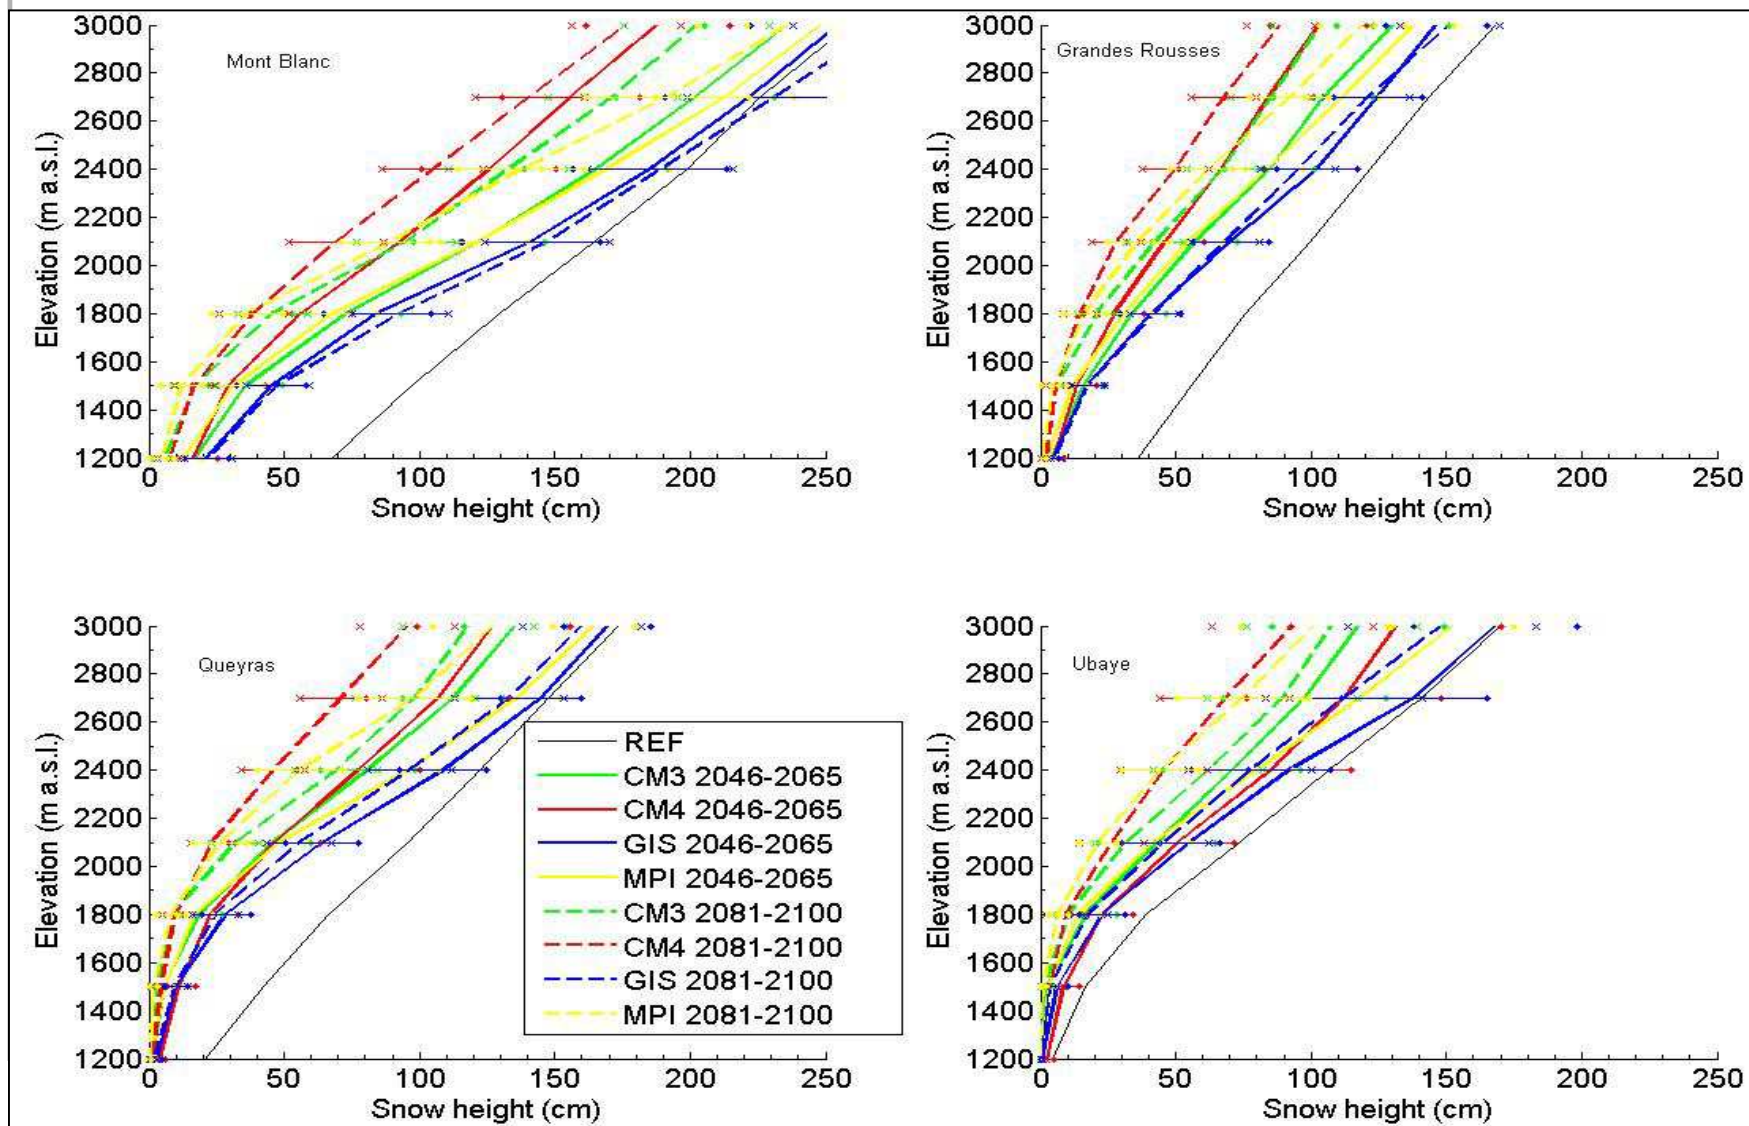 3000
2800
2600
2400
2200
2000
1800
1600
1400
1200
Elevation (m a.s.l.)
Mont Blanc
0 50 100 150 200 250
Snow height (cm)
3000
2800
2600
2400
2200
2000
1800
1600
1400
1200
Elevation (m a.s.l.)
Grandes Rousses
0 50 100 150 200 250
Snow height (cm)
3000
2800
2600
2400
2200
2000
1800
1600
1400
1200
Elevation (m a.s.l.)
Queyras
REF
CM3 2046-2065
CM4 2046-2065
GIS 2046-2065
MPI 2046-2065
CM3 2081-2100
CM4 2081-2100
GIS 2081-2100
MPI 2081-2100
0 50 100 150 200 250
Snow height (cm)
3000
2800
2600
2400
2200
2000
1800
1600
1400
1200
Elevation (m a.s.l.)
Ubaye
0 50 100 150 200 250
Snow height (cm)